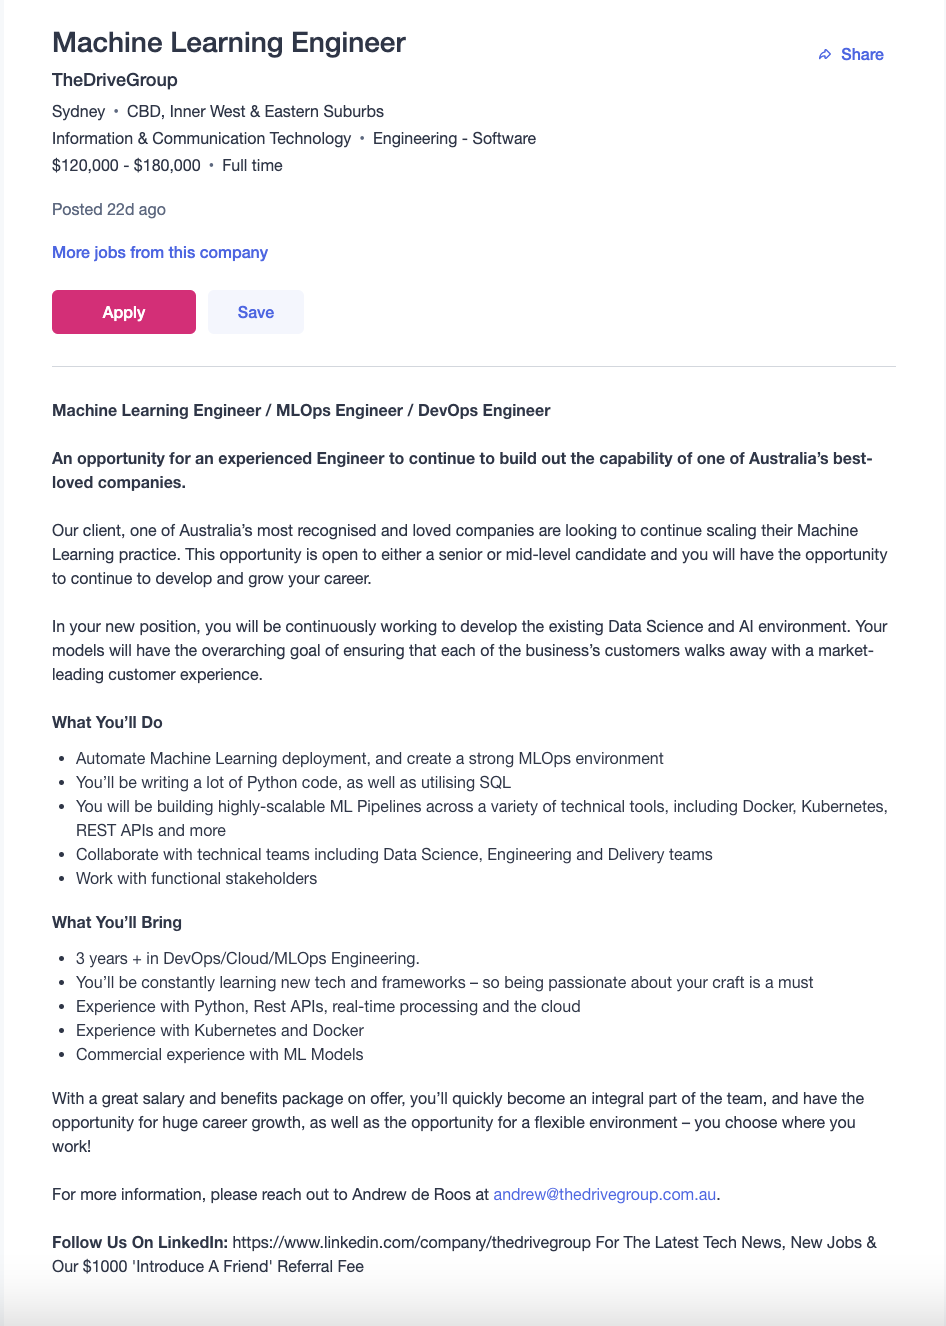 Machine Learning Engineer
Share
TheDriveGroup
Sydney • CBD, Inner West & Eastern Suburbs
Information & Communication Technology • Engineering - Software
$120,000 - $180,000 • Full time
Posted 22d ago
More jobs from this company
Apply
Save
Machine Learning Engineer / MLOps Engineer / DevOps Engineer
An opportunity for an experienced Engineer to continue to build out the capability of one of Australia’s best-
loved companies.
Our client, one of Australia’s most recognised and loved companies are looking to continue scaling their Machine
Learning practice. This opportunity is open to either a senior or mid-level candidate and you will have the opportunity
to continue to develop and grow your career.
In your new position, you will be continuously working to develop the existing Data Science and AI environment. Your
models will have the overarching goal of ensuring that each of the business’s customers walks away with a market-
leading customer experience.
What You’ll Do
• Automate Machine Learning deployment, and create a strong MLOps environment
• You’ll be writing a lot of Python code, as well as utilising SQL
• You will be building highly-scalable ML Pipelines across a variety of technical tools, including Docker, Kubernetes,
REST APIs and more
• Collaborate with technical teams including Data Science, Engineering and Delivery teams
• Work with functional stakeholders
What You’ll Bring
• 3 years + in DevOps/Cloud/MLOps Engineering.
• You’ll be constantly learning new tech and frameworks – so being passionate about your craft is a must
• Experience with Python, Rest APIs, real-time processing and the cloud
• Experience with Kubernetes and Docker
• Commercial experience with ML Models
With a great salary and benefits package on offer, you’ll quickly become an integral part of the team, and have the
opportunity for huge career growth, as well as the opportunity for a flexible environment – you choose where you
work!
For more information, please reach out to Andrew de Roos at andrew@thedrivegroup.com.au.
Follow Us On LinkedIn: https://www.linkedin.com/company/thedrivegroup For The Latest Tech News, New Jobs &
Our $1000 'Introduce A Friend' Referral Fee